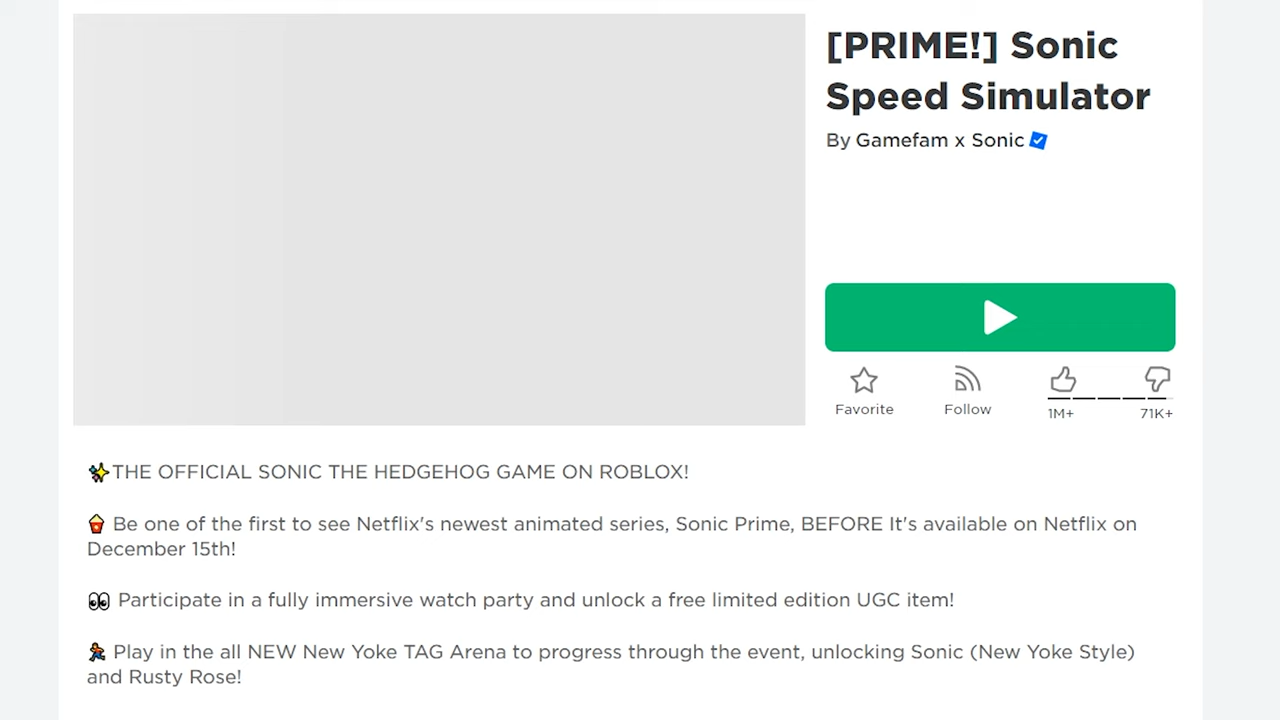 [PRIME!] Sonic
Speed Simulator
By Gamefam x Sonic
Favorite
Follow
1M+
71K+
✨THE OFFICIAL SONIC THE HEDGEHOG GAME ON ROBLOX!
🍿 Be one of the first to see Netflix's newest animated series, Sonic Prime, BEFORE It's available on Netflix on
December 15th!
👀 Participate in a fully immersive watch party and unlock a free limited edition UGC item!
🏃 Play in the all NEW New Yoke TAG Arena to progress through the event, unlocking Sonic (New Yoke Style)
and Rusty Rose!